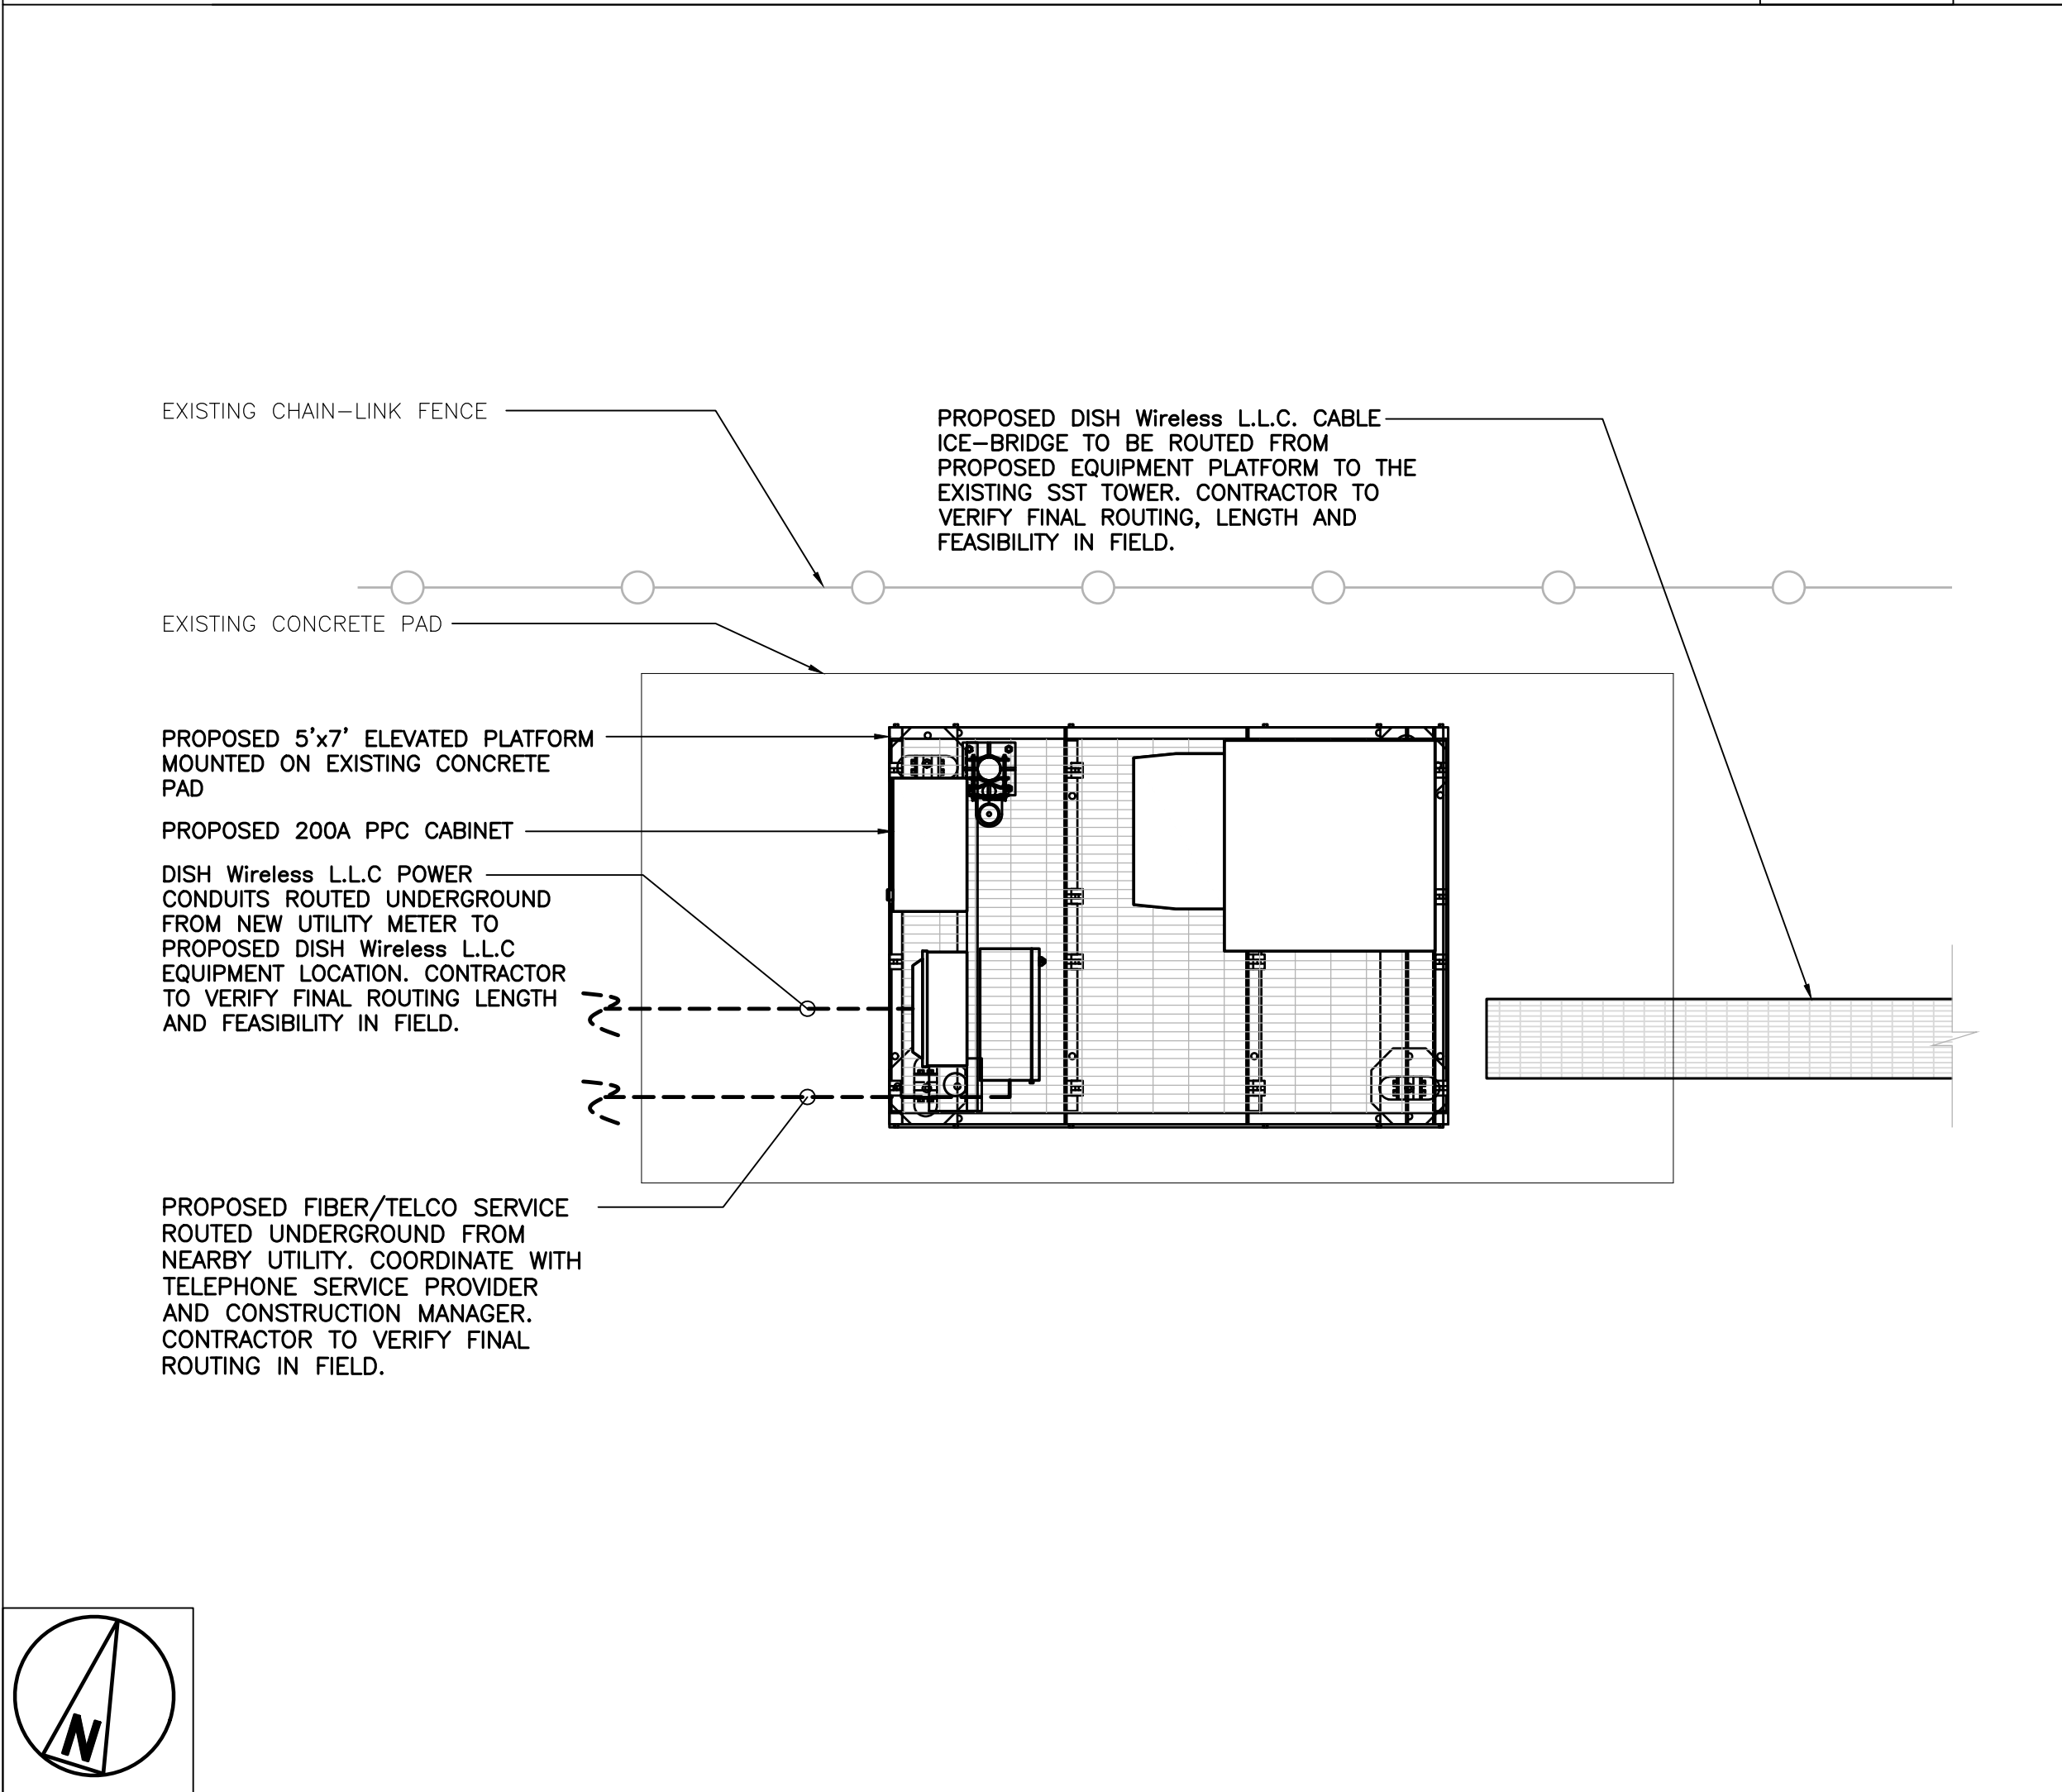 EXISTING CHAIN-LINK FENCE
PROPOSED DISH Wireless L.L.C. CABLE
ICE-BRIDGE TO BE ROUTED FROM
PROPOSED EQUIPMENT PLATFORM TO THE
EXISTING SST TOWER. CONTRACTOR TO
VERIFY FINAL ROUTING, LENGTH AND
FEASIBILITY IN FIELD.
EXISTING CONCRETE PAD
PROPOSED 5'x7' ELEVATED PLATFORM
MOUNTED ON EXISTING CONCRETE
PAD
PROPOSED 200A PPC CABINET
DISH Wireless L.L.C POWER
CONDUITS ROUTED UNDERGROUND
FROM NEW UTILITY METER TO
PROPOSED DISH Wireless L.L.C
EQUIPMENT LOCATION. CONTRACTOR
TO VERIFY FINAL ROUTING LENGTH
AND FEASIBILITY IN FIELD.
PROPOSED FIBER/TELCO SERVICE
ROUTED UNDERGROUND FROM
NEARBY UTILITY. COORDINATE WITH
TELEPHONE SERVICE PROVIDER
AND CONSTRUCTION MANAGER.
CONTRACTOR TO VERIFY FINAL
ROUTING IN FIELD.
N